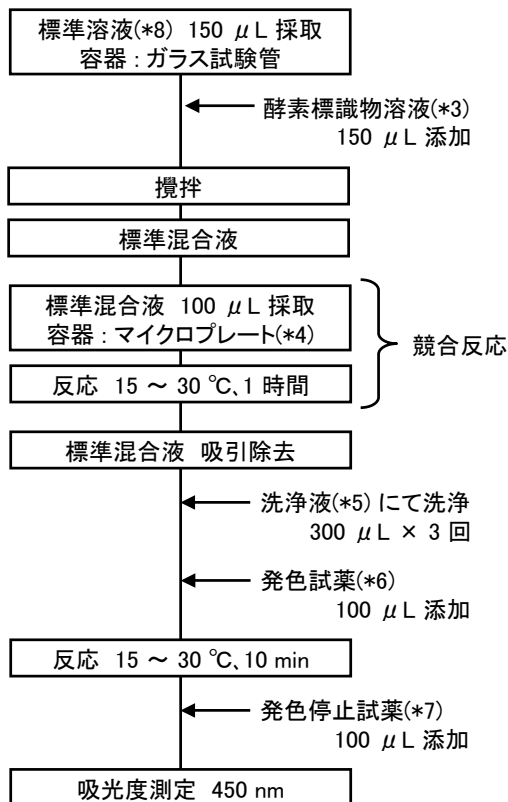 標準溶液(*8) 150 μL 採取
容器：ガラス試験管
酵素標識物溶液(*3)
150 μL 添加
攪拌
標準混合液
標準混合液 100 μL 採取
容器：マイクロプレート(*4)
競合反応
反応 15 ～ 30 ℃、1 時間
標準混合液 吸引除去
洗浄液(*5) にて洗浄
300 μL × 3 回
発色試薬(*6)
100 μL 添加
反応 15 ～ 30 ℃、10 min
発色停止試薬(*7)
100 μL 添加
吸光度測定 450 nm